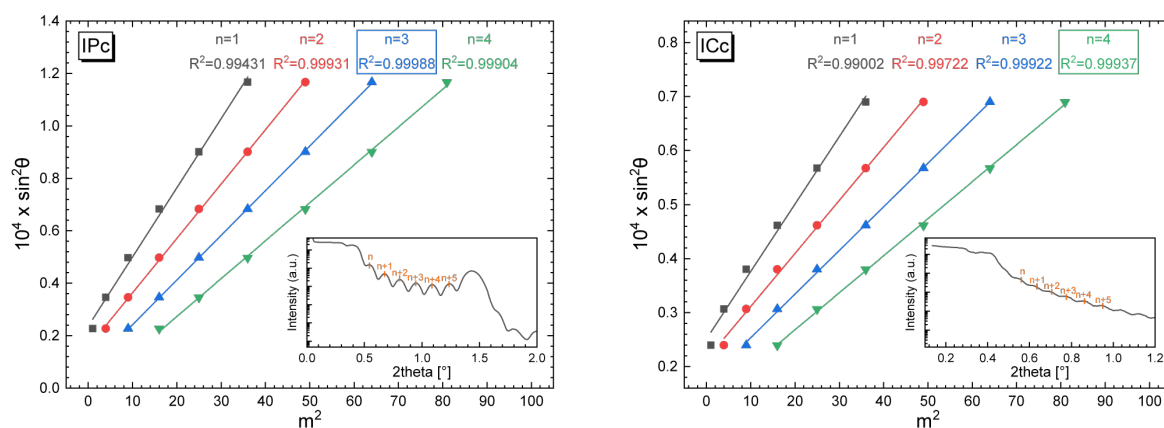 IPc
n=1 n=2 n=3 n=4
R²=0.99431 R²=0.99931 R²=0.99988 R²=0.99904
1.4
1.2
1.0
0.8
0.6
0.4
0.2
0.0
10⁴ x sin²θ
0 10 20 30 40 50 60 70 80 90 100
m²
Intensity (a.u.)
n
n+1
n+2
n+3
n+4
n+5
0.0 0.5 1.0 1.5 2.0
2theta [°]
ICc
n=1 n=2 n=3 n=4
R²=0.99002 R²=0.99722 R²=0.99922 R²=0.99937
0.8
0.7
0.6
0.5
0.4
0.3
0.2
10⁴ x sin²θ
0 10 20 30 40 50 60 70 80 90 100
m²
Intensity (a.u.)
n
n+1
n+2
n+3
n+4
n+5
0.2 0.4 0.6 0.8 1.0 1.2
2theta [°]